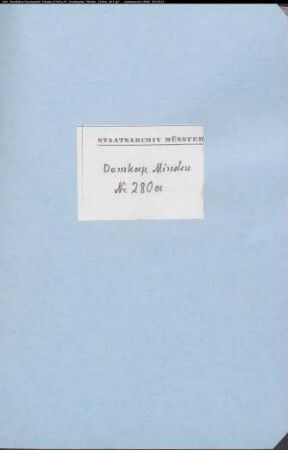 STAATSARCHIV MÜNSTER
Domkap. Minden
Nr. 280a